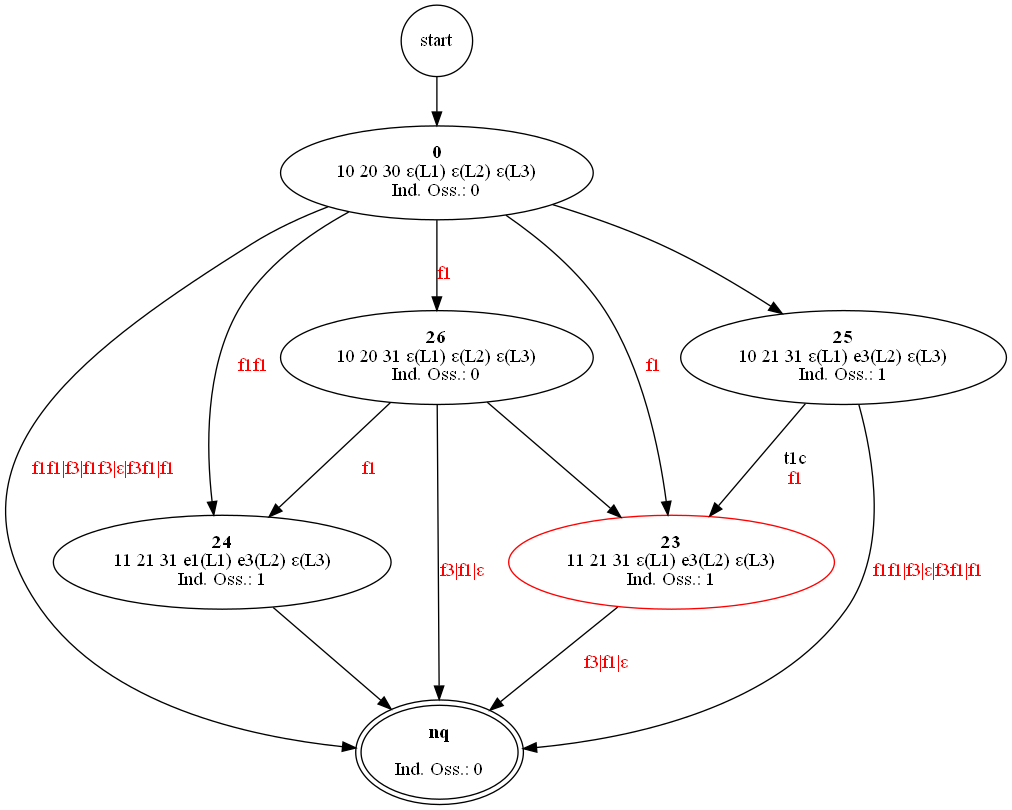 start
0
10 20 30 ε(L1) ε(L2) ε(L3)
Ind. Oss.: 0
f1
26
10 20 31 ε(L1) ε(L2) ε(L3)
Ind. Oss.: 0
25
10 21 31 ε(L1) e3(L2) ε(L3)
Ind. Oss.: 1
f1f1
f1
f1f1|f3|f1f3|ε|f3f1|f1
f1
t1c
f1
24
11 21 31 e1(L1) e3(L2) ε(L3)
Ind. Oss.: 1
f3|f1|ε
23
11 21 31 ε(L1) e3(L2) ε(L3)
Ind. Oss.: 1
f1f1|f3|ε|f3f1|f1
f3|f1|ε
nq
Ind. Oss.: 0